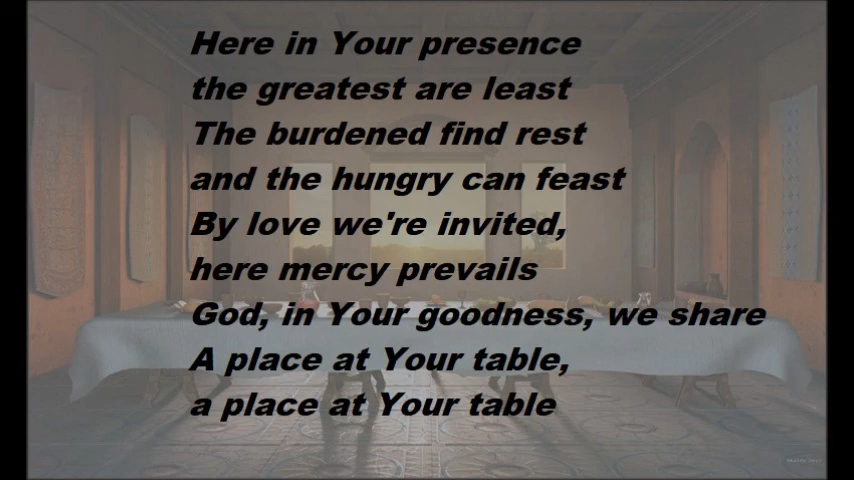 Here in Your presence
the greatest are least
The burdened find rest
and the hungry can feast
By love we're invited,
here mercy prevails
God, in Your goodness, we share
A place at Your table,
a place at Your table